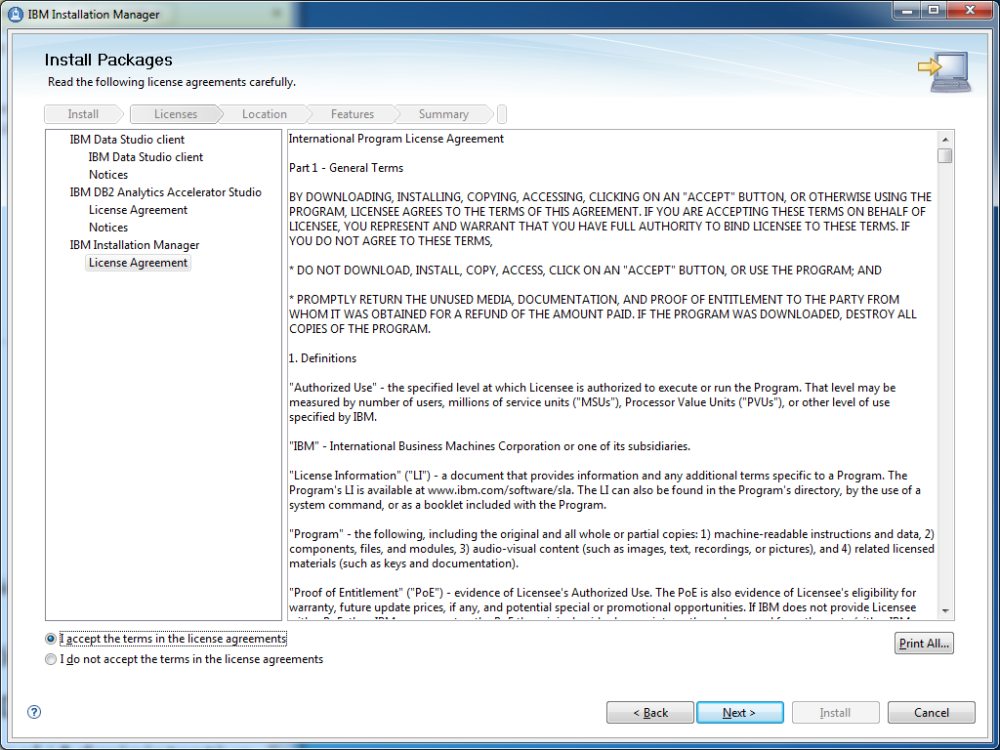 IBM Installation Manager
Install Packages
Read the following license agreements carefully.
Install
Licenses
Location
Features
Summary
IBM Data Studio client
IBM Data Studio client
Notices
IBM DB2 Analytics Accelerator Studio
License Agreement
Notices
IBM Installation Manager
License Agreement
International Program License Agreement
Part 1 - General Terms
BY DOWNLOADING, INSTALLING, COPYING, ACCESSING, CLICKING ON AN "ACCEPT" BUTTON, OR OTHERWISE USING THE
PROGRAM, LICENSEE AGREES TO THE TERMS OF THIS AGREEMENT. IF YOU ARE ACCEPTING THESE TERMS ON BEHALF OF
LICENSEE, YOU REPRESENT AND WARRANT THAT YOU HAVE FULL AUTHORITY TO BIND LICENSEE TO THESE TERMS. IF
YOU DO NOT AGREE TO THESE TERMS,
* DO NOT DOWNLOAD, INSTALL, COPY, ACCESS, CLICK ON AN "ACCEPT" BUTTON, OR USE THE PROGRAM; AND
* PROMPTLY RETURN THE UNUSED MEDIA, DOCUMENTATION, AND PROOF OF ENTITLEMENT TO THE PARTY FROM
WHOM IT WAS OBTAINED FOR A REFUND OF THE AMOUNT PAID. IF THE PROGRAM WAS DOWNLOADED, DESTROY ALL
COPIES OF THE PROGRAM.
1. Definitions
"Authorized Use" - the specified level at which Licensee is authorized to execute or run the Program. That level may be
measured by number of users, millions of service units ("MSUs"), Processor Value Units ("PVUs"), or other level of use
specified by IBM.
"IBM" - International Business Machines Corporation or one of its subsidiaries.
"License Information" ("LI") - a document that provides information and any additional terms specific to a Program. The
Program's LI is available at www.ibm.com/software/sla. The LI can also be found in the Program's directory, by the use of a
system command, or as a booklet included with the Program.
"Program" - the following, including the original and all whole or partial copies: 1) machine-readable instructions and data, 2)
components, files, and modules, 3) audio-visual content (such as images, text, recordings, or pictures), and 4) related licensed
materials (such as keys and documentation).
"Proof of Entitlement" ("PoE") - evidence of Licensee's Authorized Use. The PoE is also evidence of Licensee's eligibility for
warranty, future update prices, if any, and potential special or promotional opportunities. If IBM does not provide Licensee
I accept the terms in the license agreements
I do not accept the terms in the license agreements
Print All...
?
< Back
Next >
Install
Cancel